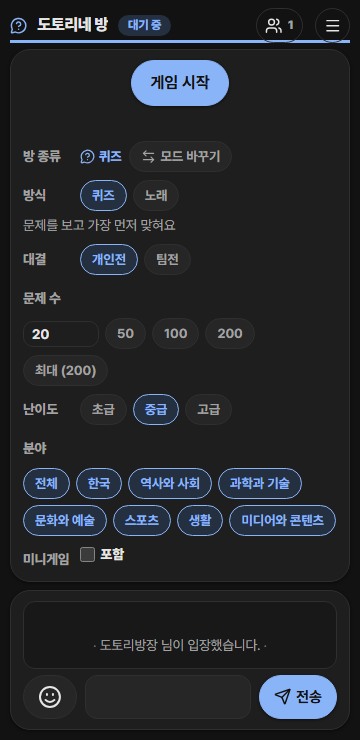 도토리네 방 대기 중 1
게임 시작
방 종류 퀴즈 모드 바꾸기
방식 퀴즈 노래
문제를 보고 가장 먼저 맞혀요
대결 개인전 팀전
문제 수
20 50 100 200
최대 (200)
난이도 초급 중급 고급
분야
전체 한국 역사와 사회 과학과 기술
문화와 예술 스포츠 생활 미디어와 콘텐츠
미니게임 포함
· 도토리방장 님이 입장했습니다. ·
전송